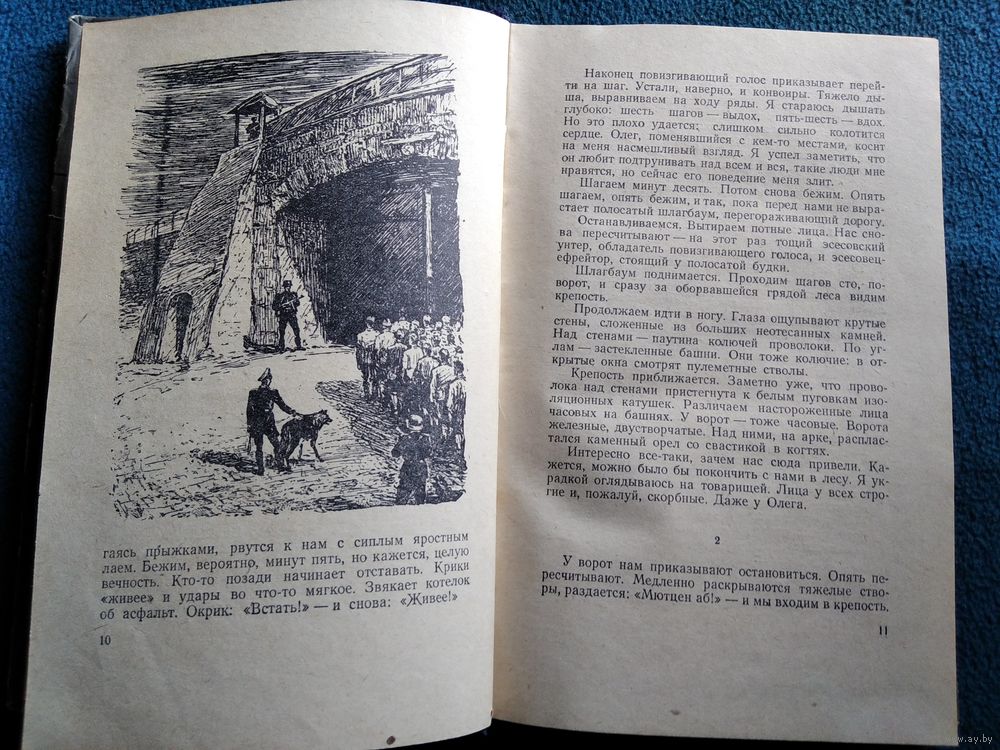 гаясь прыжками, рвутся к нам с сиплым яростным
лаем. Бежим, вероятно, минут пять, но кажется, целую
вечность. Кто-то позади начинает отставать. Крики
«живее» и удары во что-то мягкое. Звякает котелок
об асфальт. Окрик: «Встать!» — и снова: «Живее!»
10
Наконец повизгивающий голос приказывает перей-
ти на шаг. Устали, наверно, и конвоиры. Тяжело ды-
ша, выравниваем на ходу ряды. Я стараюсь дышать
глубоко: шесть шагов — выдох, пять-шесть — вдох.
Но это плохо удается; слишком сильно колотится
сердце. Олег, поменявшийся с кем-то местами, косит
на меня насмешливый взгляд. Я успел заметить, что
он любит подтрунивать над всем и вся, такие люди мне
нравятся, но сейчас его поведение меня злит.
Шагаем минут десять. Потом снова бежим. Опять
шагаем, опять бежим, и так, пока перед нами не выра-
стает полосатый шлагбаум, перегораживающий дорогу.
Останавливаемся. Вытираем потные лица. Нас сно-
ва пересчитывают — на этот раз тощий эсесовский
унтер, обладатель повизгивающего голоса, и эсесовец-
ефрейтор, стоящий у полосатой будки.
Шлагбаум поднимается. Проходим шагов сто, по-
ворот, и сразу за оборвавшейся грядой леса видим
крепость.
Продолжаем идти в ногу. Глаза ощупывают крутые
стены, сложенные из больших неотесанных камней.
Над стенами — паутина колючей проволоки. По уг-
лам — застекленные башни. Они тоже колючие: в от-
крытые окна смотрят пулеметные стволы.
Крепость приближается. Заметно уже, что прово-
лока над стенами пристегнута к белым пуговкам изо-
ляционных катушек. Различаем настороженные лица
часовых на башнях. У ворот — тоже часовые. Ворота
железные, двустворчатые. Над ними, на арке, распла-
стался каменный орел со свастикой в когтях.
Интересно все-таки, зачем нас сюда привели. Ка-
жется, можно было бы покончить с нами в лесу. Я ук-
радкой оглядываюсь на товарищей. Лица у всех стро-
гие и, пожалуй, скорбные. Даже у Олега.
2
У ворот нам приказывают остановиться. Опять пе-
ресчитывают. Медленно раскрываются тяжелые ство-
ры, раздается: «Мютцен аб!» — и мы входим в крепость.
11
www.ay.by